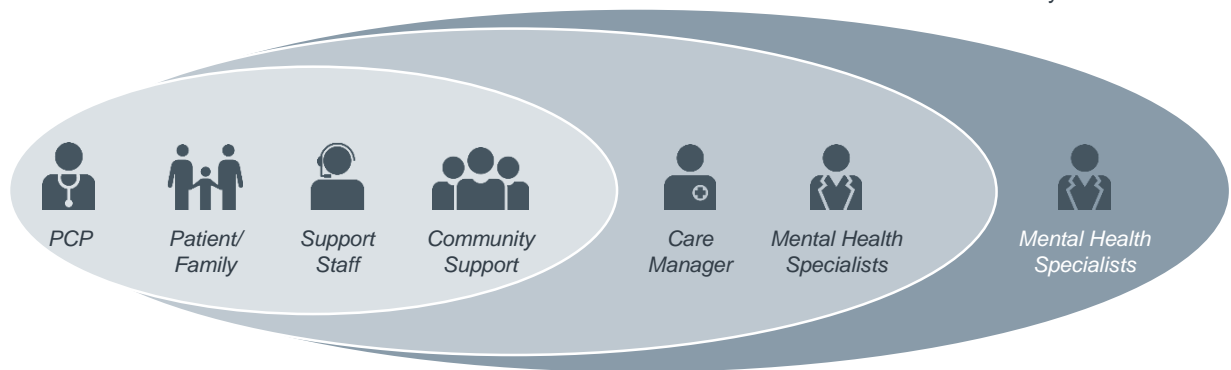 PCP
Patient/
Family
Support
Staff
Community
Support
Care
Manager
Mental Health
Specialists
Mental Health
Specialists